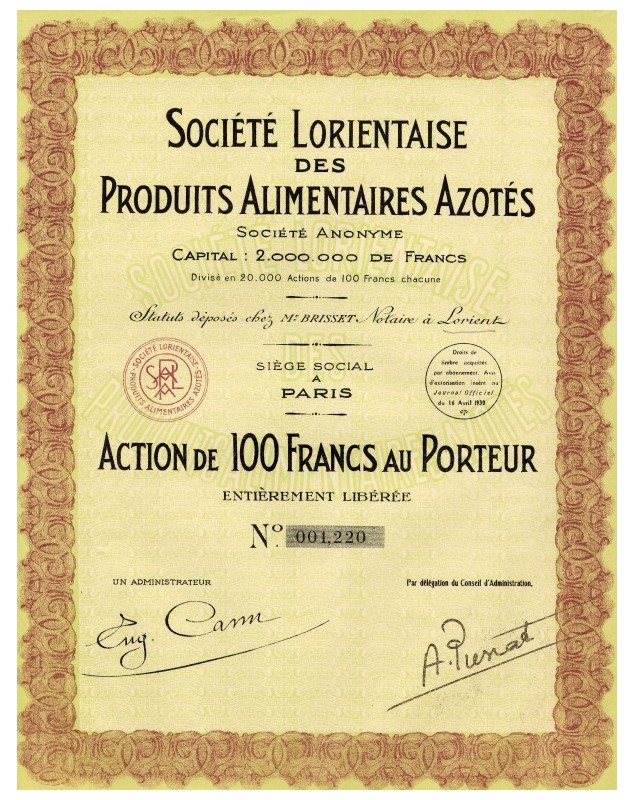 SOCIÉTÉ LORIENTAISE
DES
PRODUITS ALIMENTAIRES AZOTÉS
SOCIÉTÉ ANONYME
CAPITAL : 2.000.000 DE FRANCS
Divisé en 20.000 Actions de 100 Francs chacune
Statuts déposés chez Me BRISSET Notaire à Lorient
SOCIÉTÉ LORIENTAISE
PRODUITS ALIMENTAIRES AZOTÉS
SIÈGE SOCIAL
A
PARIS
Droits de
timbre acquittés
par abonnement. Avis
d'autorisation inséré au
Journal Officiel
du 16 Avril 1930
ACTION DE 100 FRANCS AU PORTEUR
ENTIÈREMENT LIBÉRÉE
No. 001,220
UN ADMINISTRATEUR
Par délégation du Conseil d'Administration,
Eug. Cann